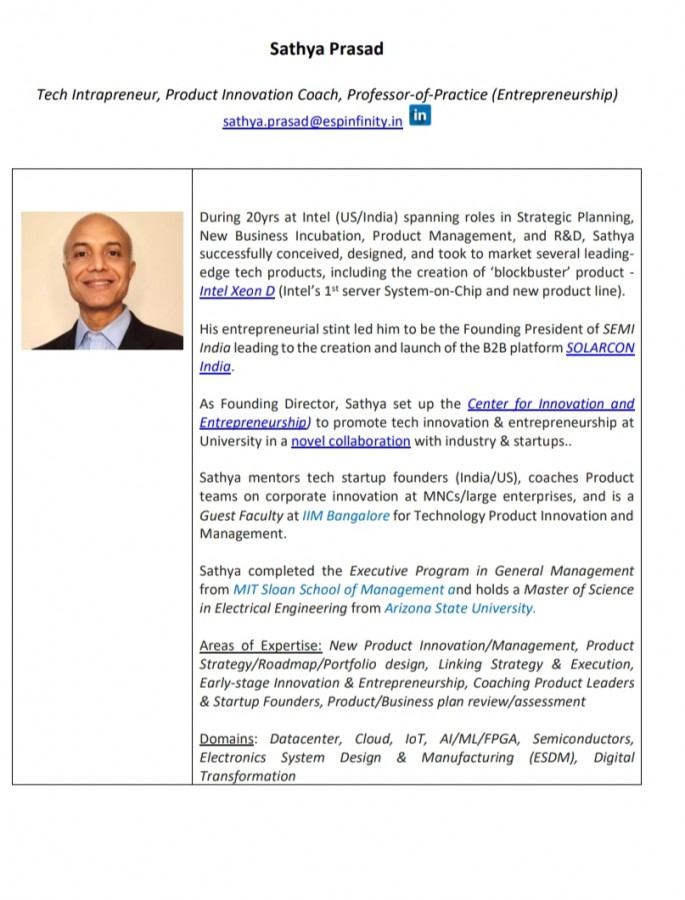 Sathya Prasad
Tech Intrapreneur, Product Innovation Coach, Professor-of-Practice (Entrepreneurship)
sathya.prasad@espinfinity.in in
During 20yrs at Intel (US/India) spanning roles in Strategic Planning,
New Business Incubation, Product Management, and R&D, Sathya
successfully conceived, designed, and took to market several leading-
edge tech products, including the creation of ‘blockbuster’ product -
Intel Xeon D (Intel’s 1st server System-on-Chip and new product line).
His entrepreneurial stint led him to be the Founding President of SEMI
India leading to the creation and launch of the B2B platform SOLARCON
India.
As Founding Director, Sathya set up the Center for Innovation and
Entrepreneurship) to promote tech innovation & entrepreneurship at
University in a novel collaboration with industry & startups..
Sathya mentors tech startup founders (India/US), coaches Product
teams on corporate innovation at MNCs/large enterprises, and is a
Guest Faculty at IIM Bangalore for Technology Product Innovation and
Management.
Sathya completed the Executive Program in General Management
from MIT Sloan School of Management and holds a Master of Science
in Electrical Engineering from Arizona State University.
Areas of Expertise: New Product Innovation/Management, Product
Strategy/Roadmap/Portfolio design, Linking Strategy & Execution,
Early-stage Innovation & Entrepreneurship, Coaching Product Leaders
& Startup Founders, Product/Business plan review/assessment
Domains: Datacenter, Cloud, IoT, AI/ML/FPGA, Semiconductors,
Electronics System Design & Manufacturing (ESDM), Digital
Transformation